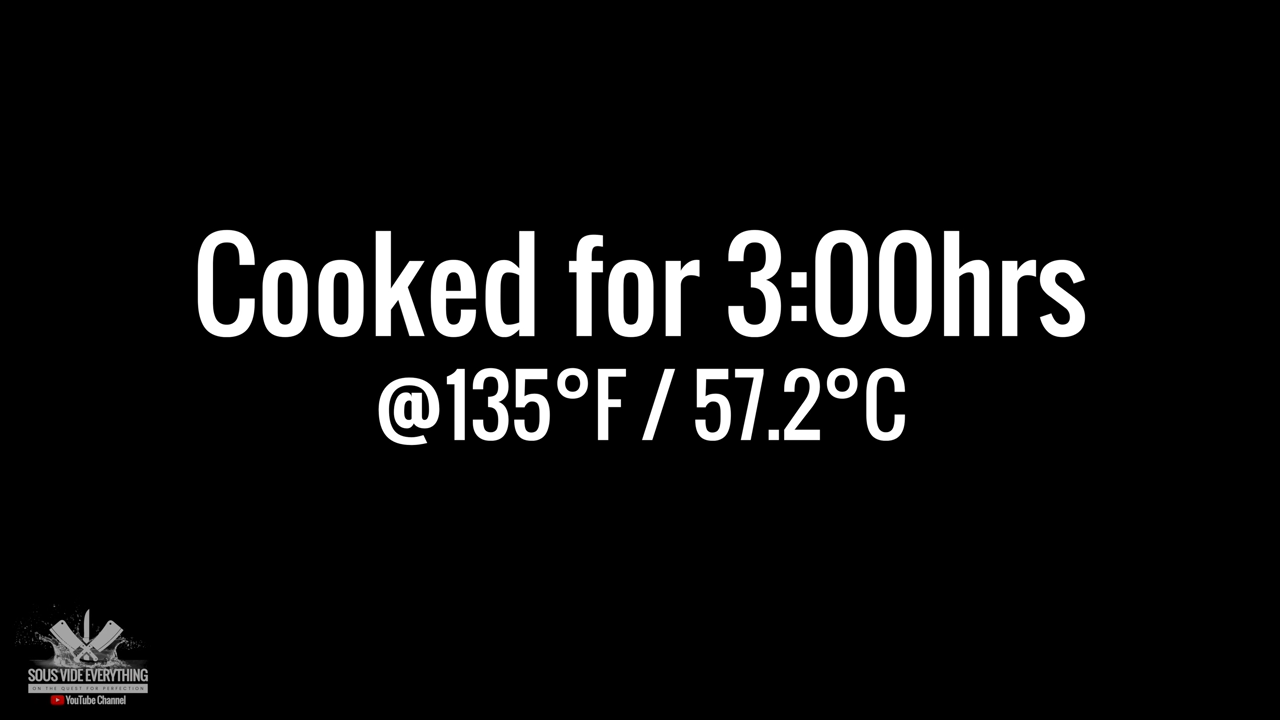 Cooked for 3:00hrs
@135°F / 57.2°C
SOUS VIDE EVERYTHING
ON THE QUEST FOR PERFECTION
YouTube Channel